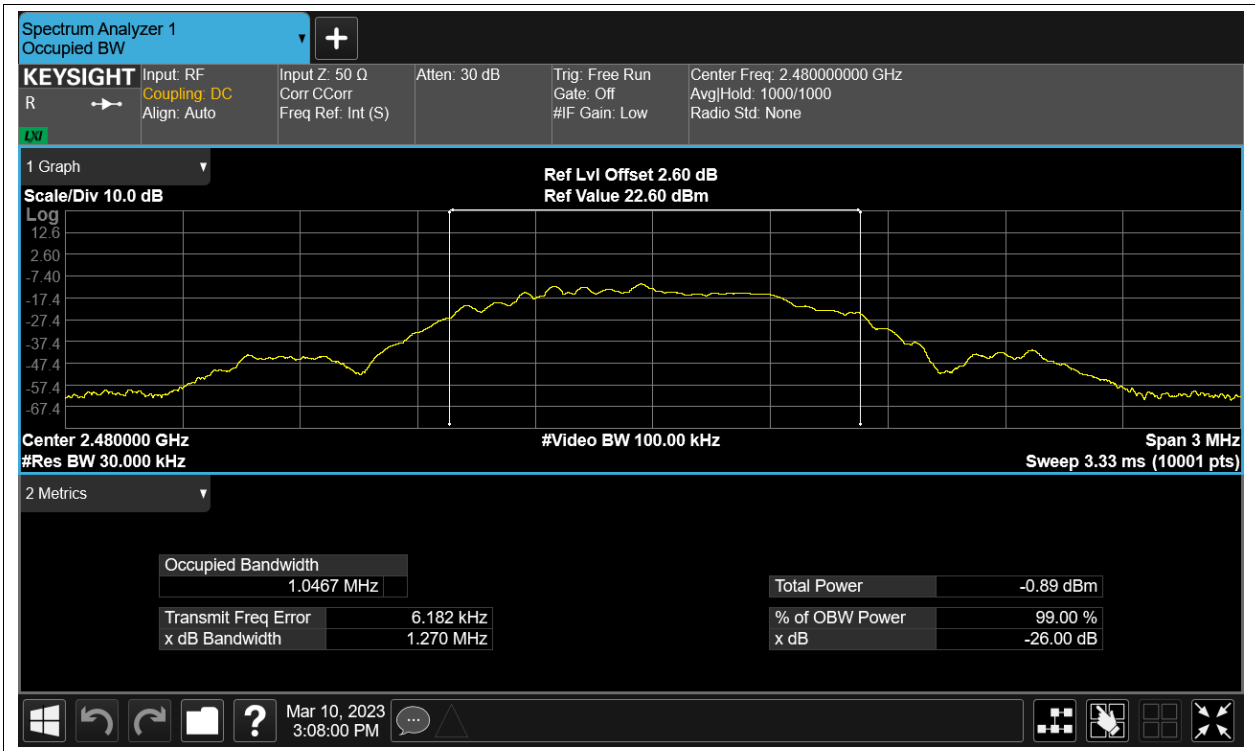 Spectrum Analyzer 1
Occupied BW
KEYSIGHT
R
LXI
Input: RF
Coupling: DC
Align: Auto
Input Z: 50 Ω
Corr CCorr
Freq Ref: Int (S)
Atten: 30 dB
Trig: Free Run
Gate: Off
#IF Gain: Low
Center Freq: 2.480000000 GHz
Avg|Hold: 1000/1000
Radio Std: None
1 Graph
Scale/Div 10.0 dB
Ref Lvl Offset 2.60 dB
Ref Value 22.60 dBm
Log
12.6
2.60
-7.40
-17.4
-27.4
-37.4
-47.4
-57.4
-67.4
Center 2.480000 GHz
#Video BW 100.00 kHz
Span 3 MHz
#Res BW 30.000 kHz
Sweep 3.33 ms (10001 pts)
2 Metrics
Occupied Bandwidth
1.0467 MHz
Total Power -0.89 dBm
Transmit Freq Error 6.182 kHz
% of OBW Power 99.00 %
x dB Bandwidth 1.270 MHz
x dB -26.00 dB
?
Mar 10, 2023
3:08:00 PM